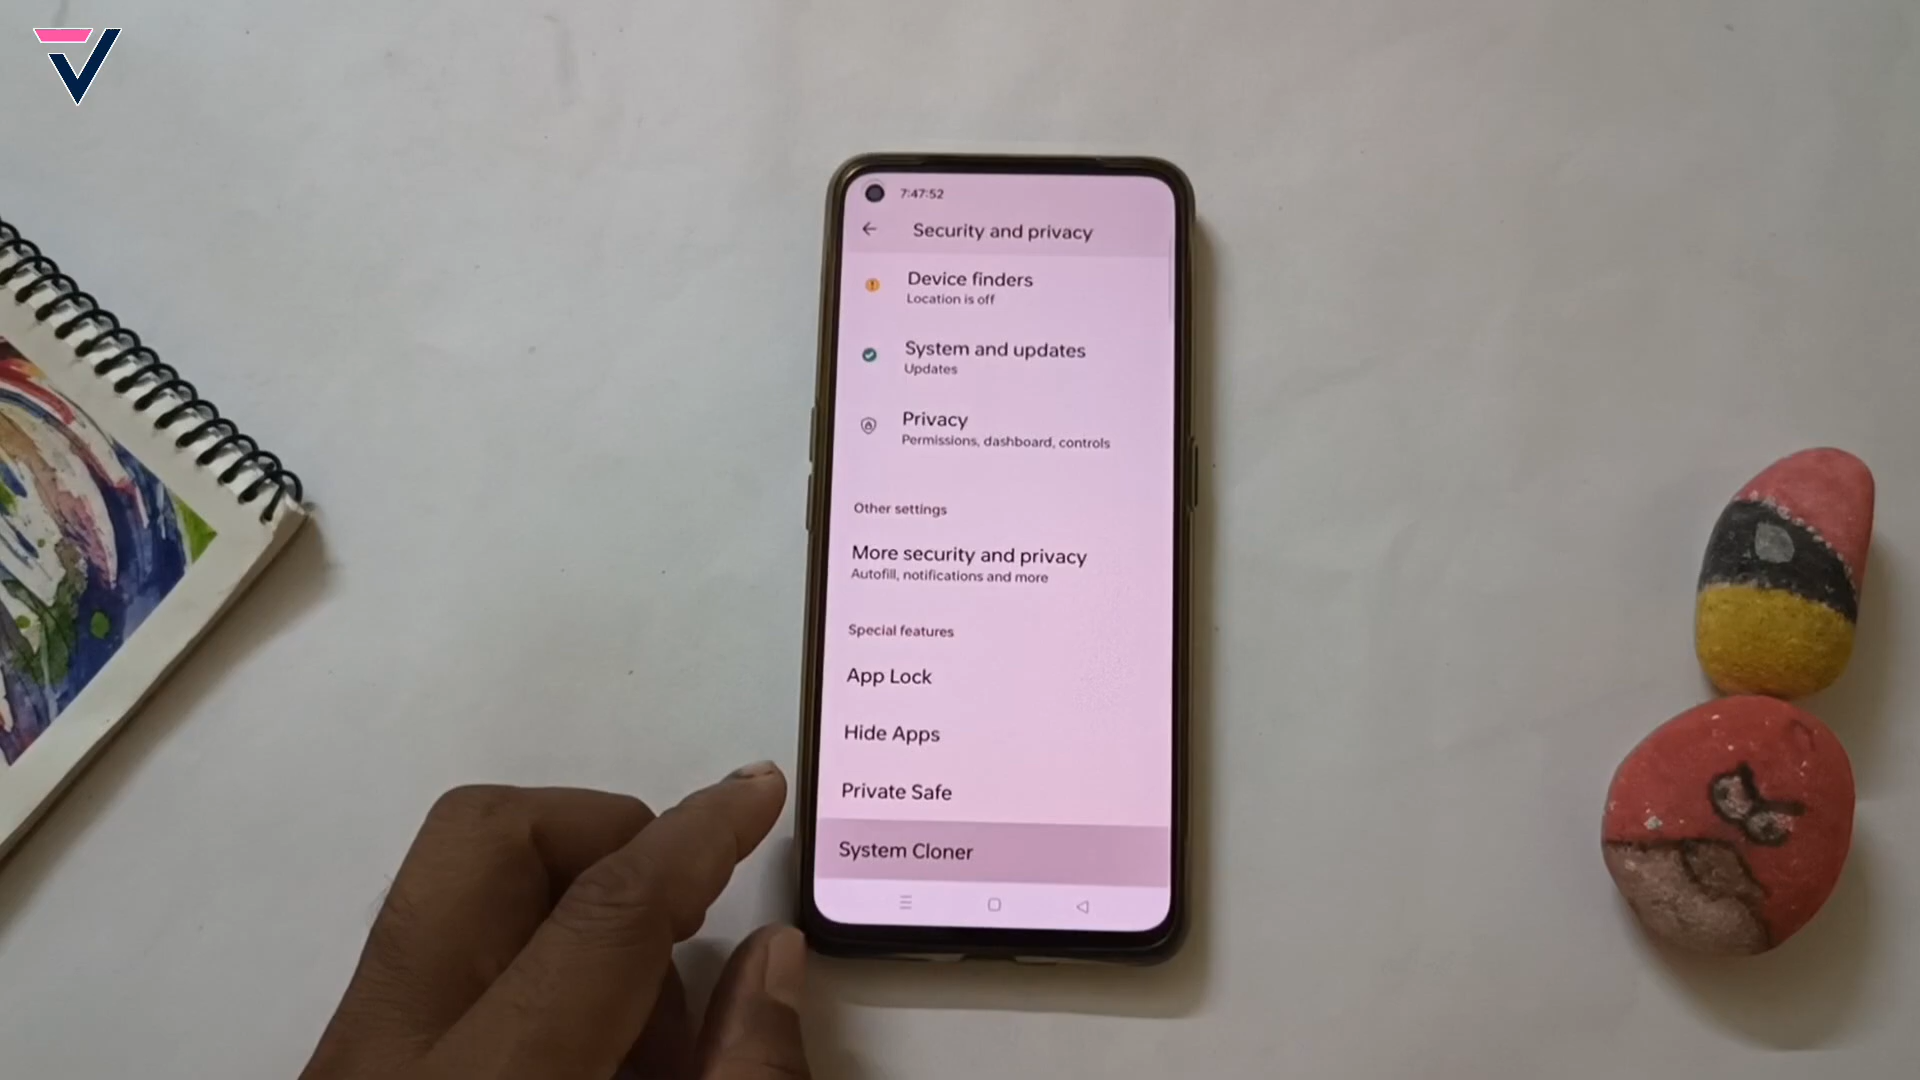 7:47:52
Security and privacy
Device finders
Location is off
System and updates
Updates
Privacy
Permissions, dashboard, controls
Other settings
More security and privacy
Autofill, notifications and more
Special features
App Lock
Hide Apps
Private Safe
System Cloner